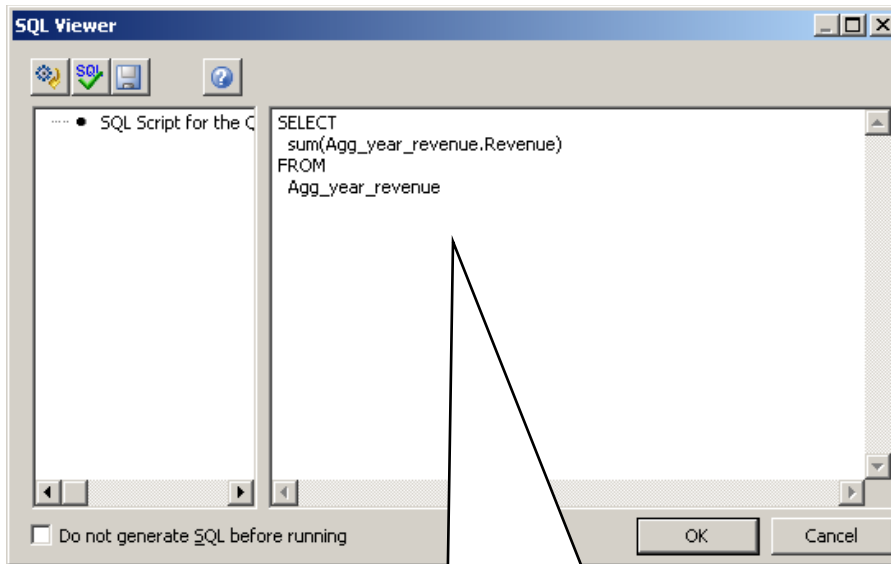 SQL Viewer
SQL
SQL Script for the Q
SELECT
sum(Agg_year_revenue.Revenue)
FROM
Agg_year_revenue
Do not generate SQL before running
OK
Cancel